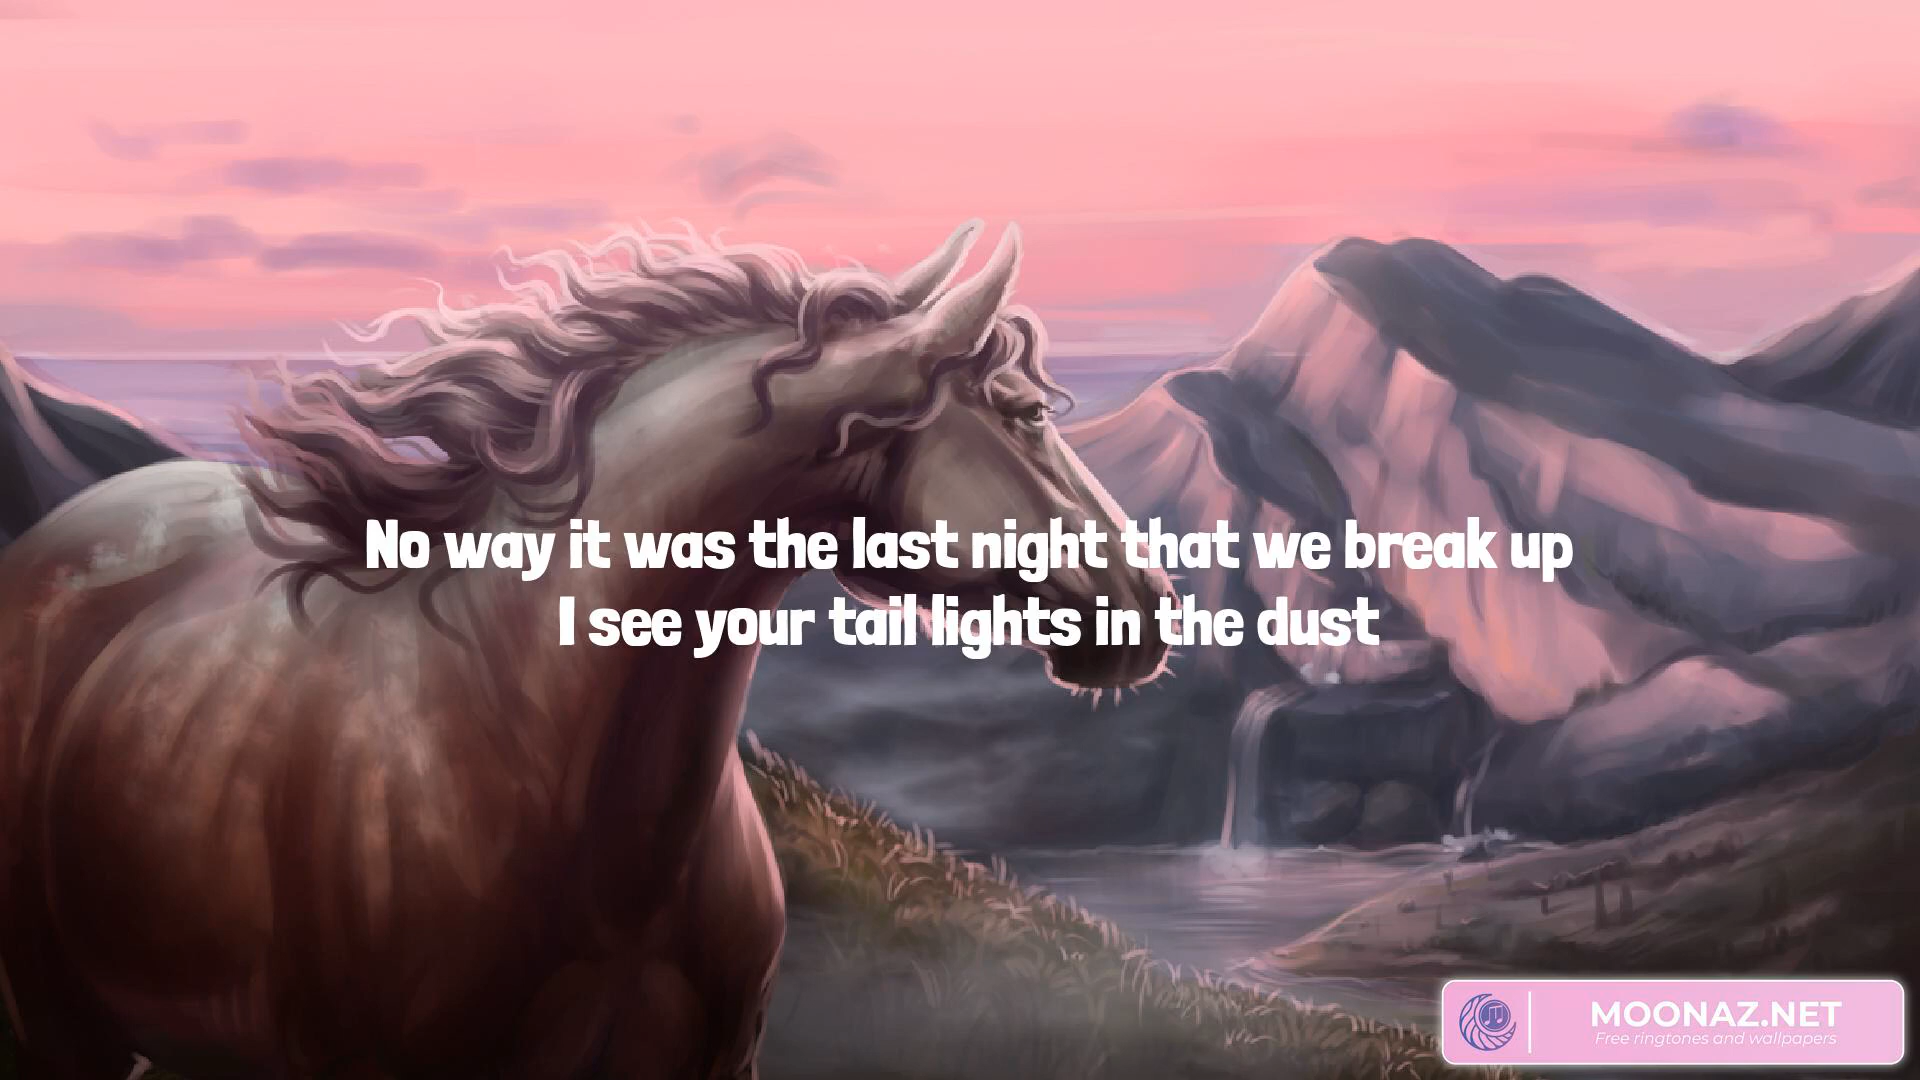 No way it was the last night that we break up
I see your tail lights in the dust
MOONAZ.NET
Free ringtones and wallpapers